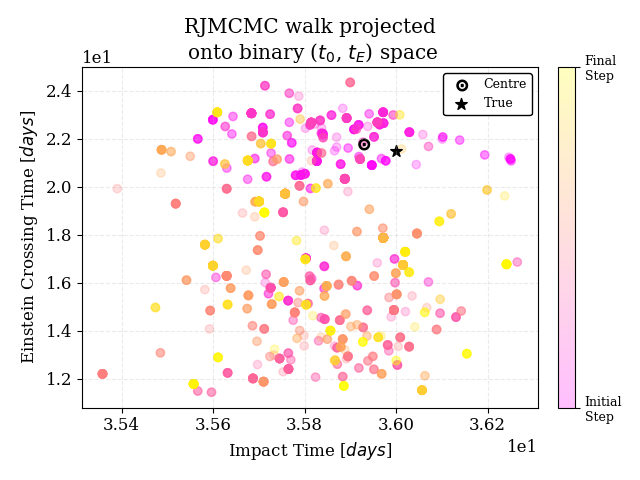 RJMCMC walk projected
onto binary (t₀, t_E) space
1e1
Final
Step
Centre
True
2.4
2.2
2.0
1.8
1.6
1.4
1.2
Einstein Crossing Time [days]
3.54
3.56
3.58
3.60
3.62
1e1
Impact Time [days]
Initial
Step